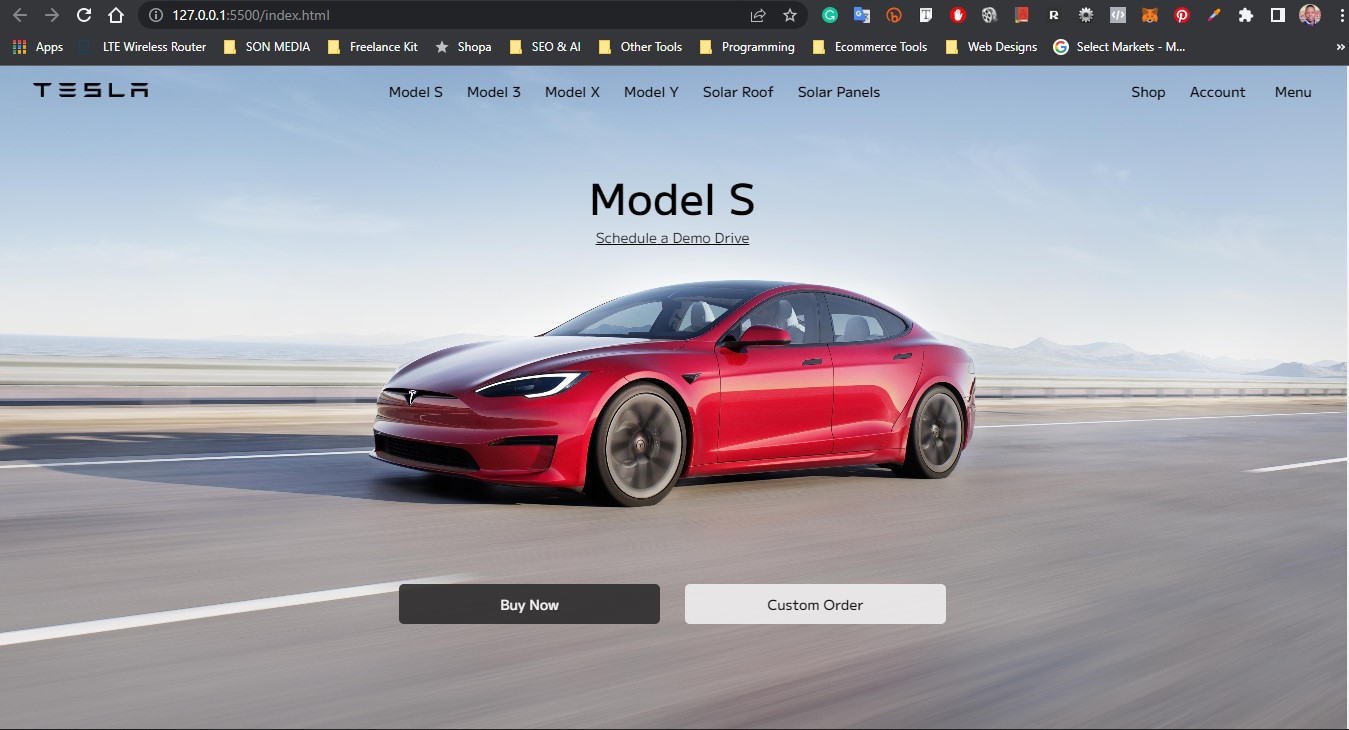 127.0.0.1:5500/index.html
Apps LTE Wireless Router SON MEDIA Freelance Kit Shopa SEO & AI Other Tools Programming Ecommerce Tools Web Designs Select Markets - M... »
TESLA Model S Model 3 Model X Model Y Solar Roof Solar Panels Shop Account Menu
Model S
Schedule a Demo Drive
Buy Now Custom Order